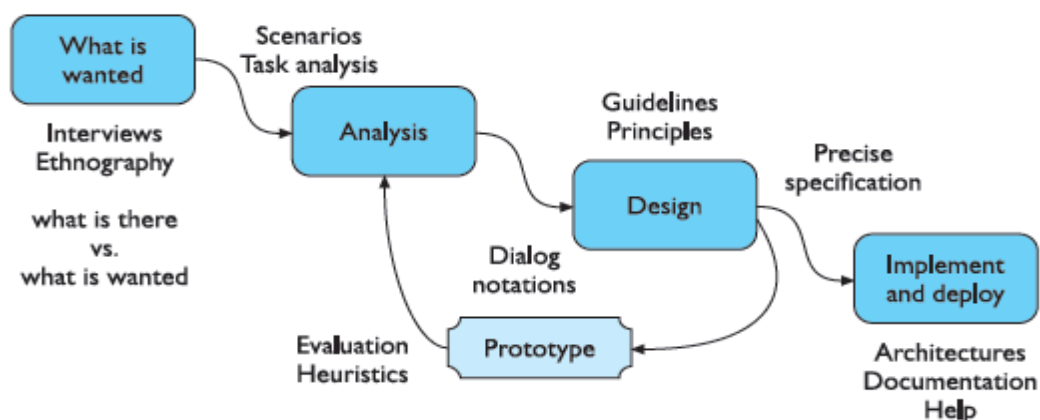 What is
wanted
Scenarios
Task analysis
Interviews
Ethnography
what is there
vs.
what is wanted
Analysis
Guidelines
Principles
Design
Precise
specification
Dialog
notations
Prototype
Evaluation
Heuristics
Implement
and deploy
Architectures
Documentation
Help